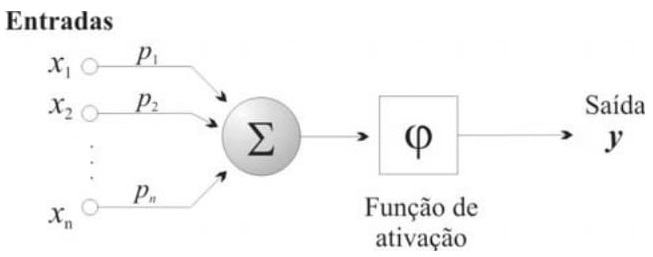 Entradas
x₁ p₁
x₂ p₂
xₙ pₙ
Σ
φ
Função de
ativação
Saída
y